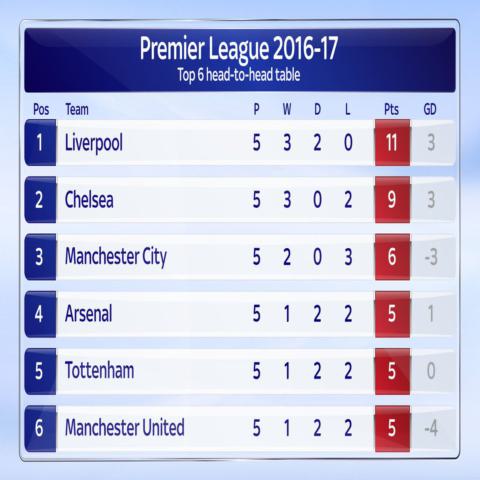 Premier League 2016-17
Top 6 head-to-head table
Pos Team P W D L Pts GD
1 Liverpool 5 3 2 0 11 3
2 Chelsea 5 3 0 2 9 3
3 Manchester City 5 2 0 3 6 -3
4 Arsenal 5 1 2 2 5 1
5 Tottenham 5 1 2 2 5 0
6 Manchester United 5 1 2 2 5 -4